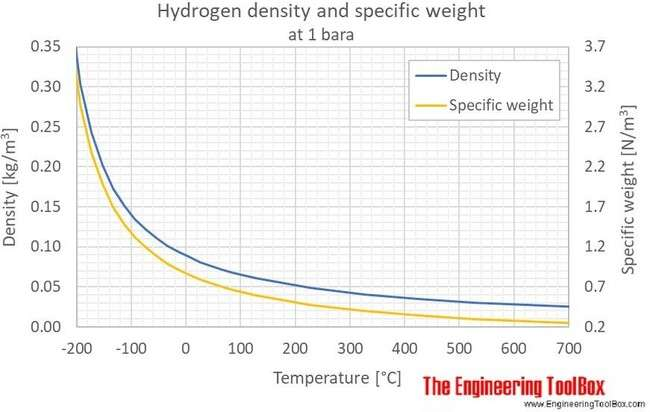 Hydrogen density and specific weight
at 1 bara
Density [kg/m³]
0.35
0.30
0.25
0.20
0.15
0.10
0.05
0.00
Density
Specific weight
3.7
3.2
2.7
2.2
1.7
1.2
0.7
0.2
Specific weight [N/m³]
-200 -100 0 100 200 300 400 500 600 700
Temperature [°C]
The Engineering ToolBox
www.EngineeringToolBox.com